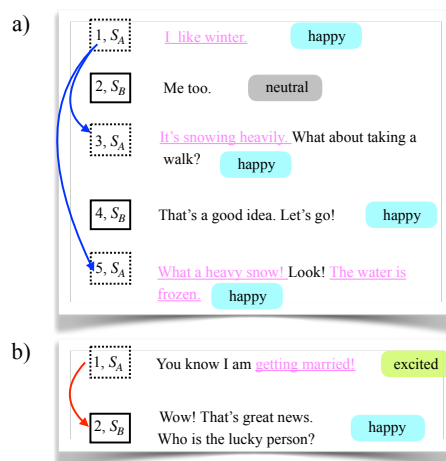 a)
1, S_A I like winter. happy
2, S_B Me too. neutral
3, S_A It's snowing heavily. What about taking a
walk? happy
4, S_B That's a good idea. Let's go! happy
5, S_A What a heavy snow! Look! The water is
frozen. happy
b)
1, S_A You know I am getting married! excited
2, S_B Wow! That's great news.
Who is the lucky person? happy